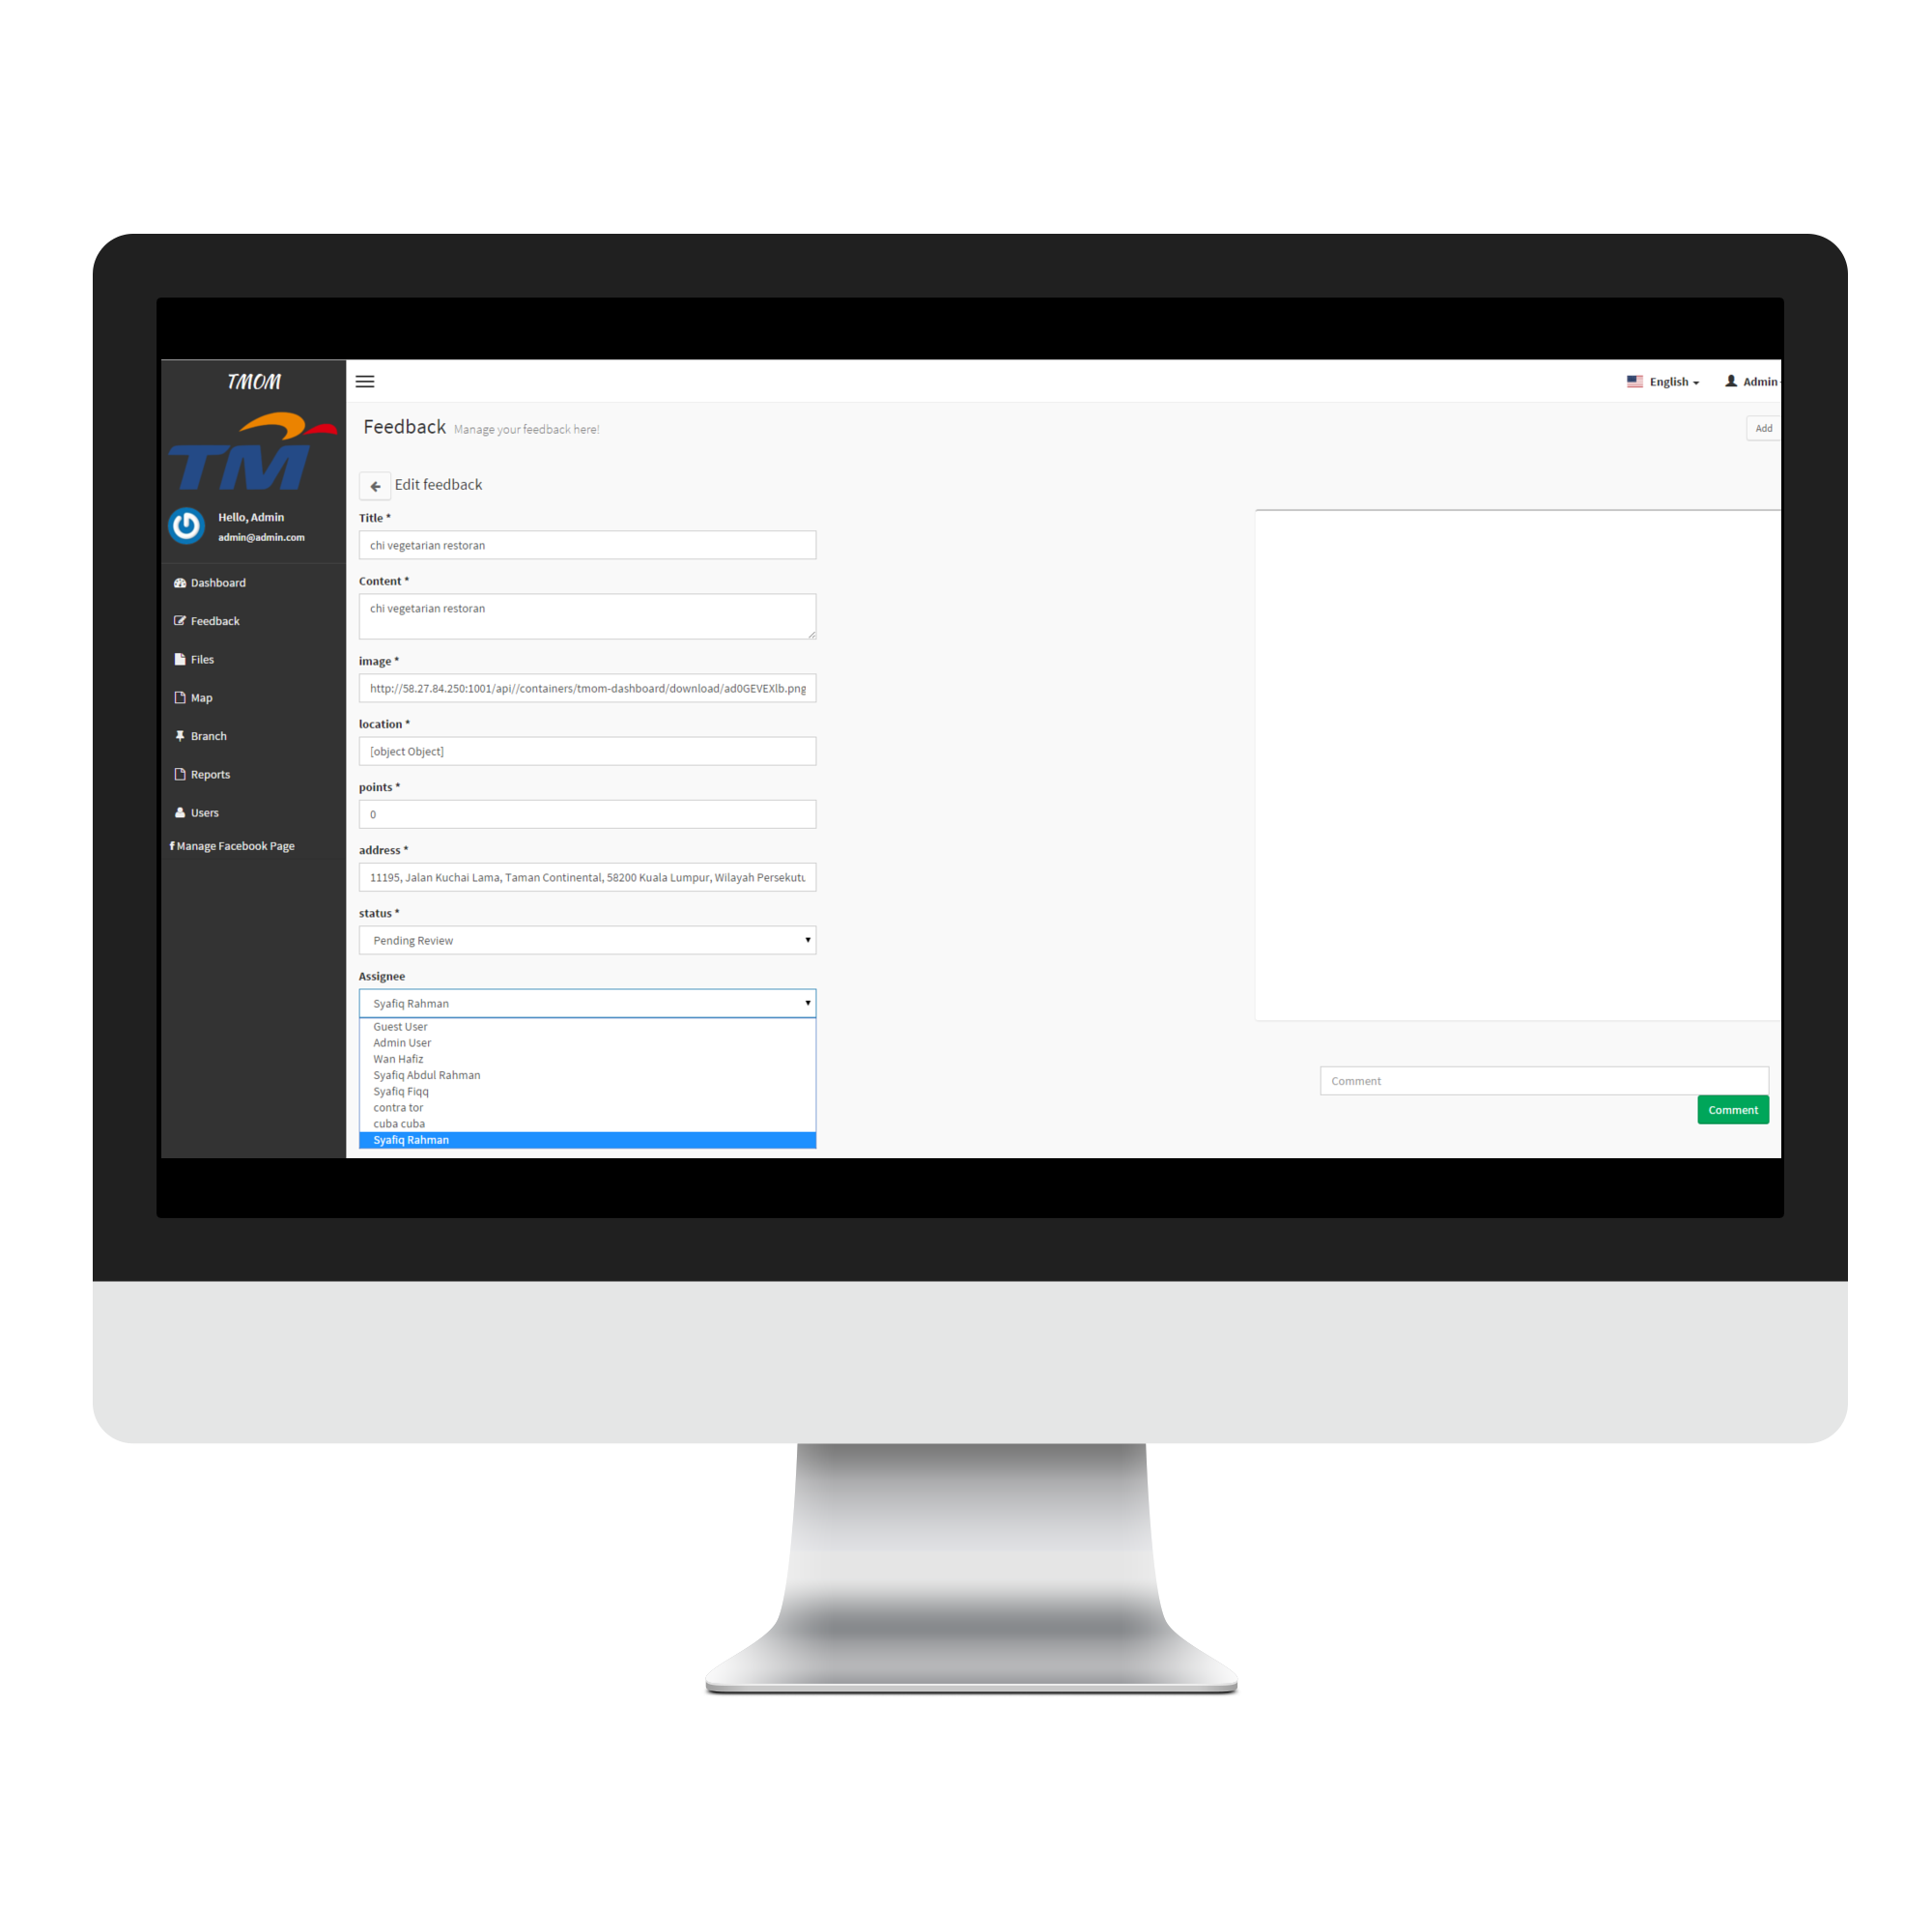 TMOM
English
Admin
TM
Feedback Manage your feedback here!
Add
Hello, Admin
admin@admin.com
Dashboard
Feedback
Files
Map
Branch
Reports
Users
f Manage Facebook Page
Edit feedback
Title *
chi vegetarian restoran
Content *
chi vegetarian restoran
image *
http://58.27.84.250:1001/api//containers/tmom-dashboard/download/ad0GEVEXlb.png
location *
[object Object]
points *
0
address *
11195, Jalan Kuchai Lama, Taman Continental, 58200 Kuala Lumpur, Wilayah Persekutu
status *
Pending Review
Assignee
Syafiq Rahman
Guest User
Admin User
Wan Hafiz
Syafiq Abdul Rahman
Syafiq Fiqq
contra tor
cuba cuba
Syafiq Rahman
Comment
Comment